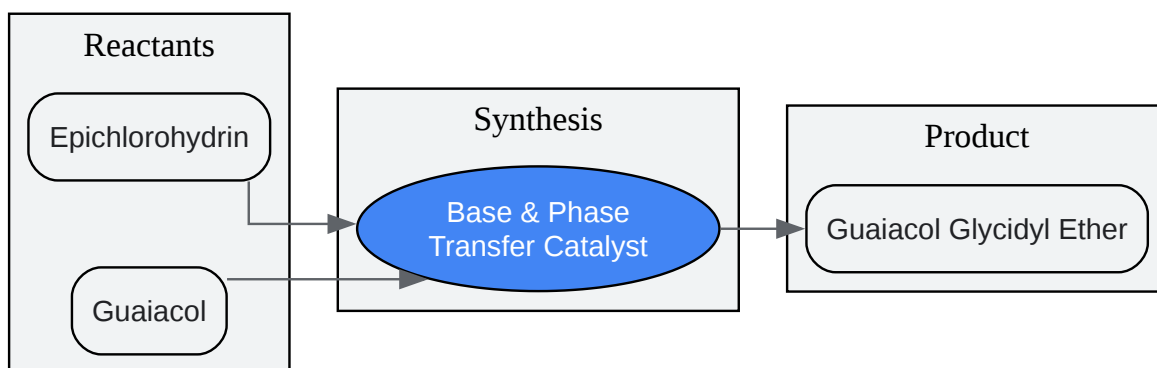 Reactants
Epichlorohydrin
Guaiacol
Synthesis
Base & Phase
Transfer Catalyst
Product
Guaiacol Glycidyl Ether